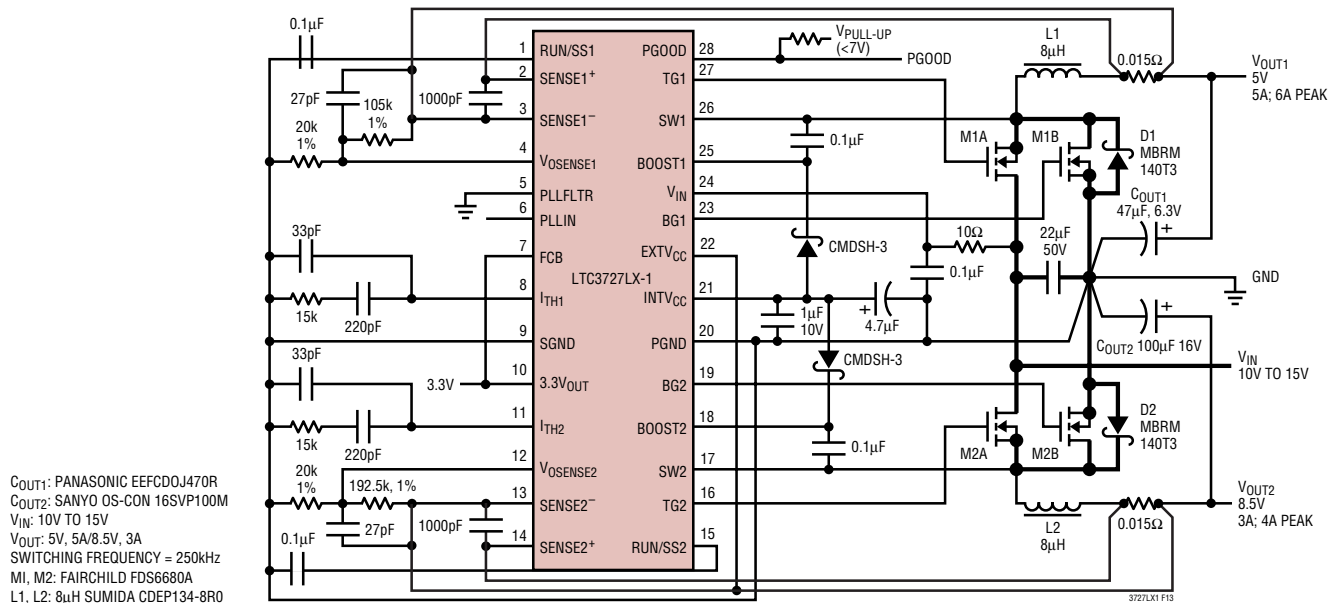 0.1µF
1
RUN/SS1
2
SENSE1+
3
SENSE1−
4
VOSENSE1
5
PLLFLTR
6
PLLIN
7
FCB
8
ITH1
9
SGND
10
3.3VOUT
11
ITH2
12
VOSENSE2
13
SENSE2−
14
SENSE2+
LTC3727LX-1
PGOOD
28
TG1
27
SW1
26
BOOST1
25
VIN
24
BG1
23
EXTVCC
22
INTVCC
21
PGND
20
BG2
19
BOOST2
18
SW2
17
TG2
16
RUN/SS2
15
27pF
105k
1%
1000pF
20k
1%
33pF
15k
220pF
33pF
3.3V
15k
220pF
20k
1%
192.5k, 1%
27pF
1000pF
0.1µF
VPULL-UP
(<7V)
PGOOD
L1
8µH
0.015Ω
VOUT1
5V
5A; 6A PEAK
0.1µF
M1A
M1B
D1
MBRM
140T3
CMDSH-3
10Ω
0.1µF
22µF
50V
COUT1
47µF, 6.3V
GND
1µF
10V
4.7µF
COUT2 100µF 16V
CMDSH-3
VIN
10V TO 15V
0.1µF
M2A
M2B
D2
MBRM
140T3
L2
8µH
0.015Ω
VOUT2
8.5V
3A; 4A PEAK
COUT1: PANASONIC EEFCDOJ470R
COUT2: SANYO OS-CON 16SVP100M
VIN: 10V TO 15V
VOUT: 5V, 5A/8.5V, 3A
SWITCHING FREQUENCY = 250kHz
MI, M2: FAIRCHILD FDS6680A
L1, L2: 8µH SUMIDA CDEP134-8R0
3727LX1 F13